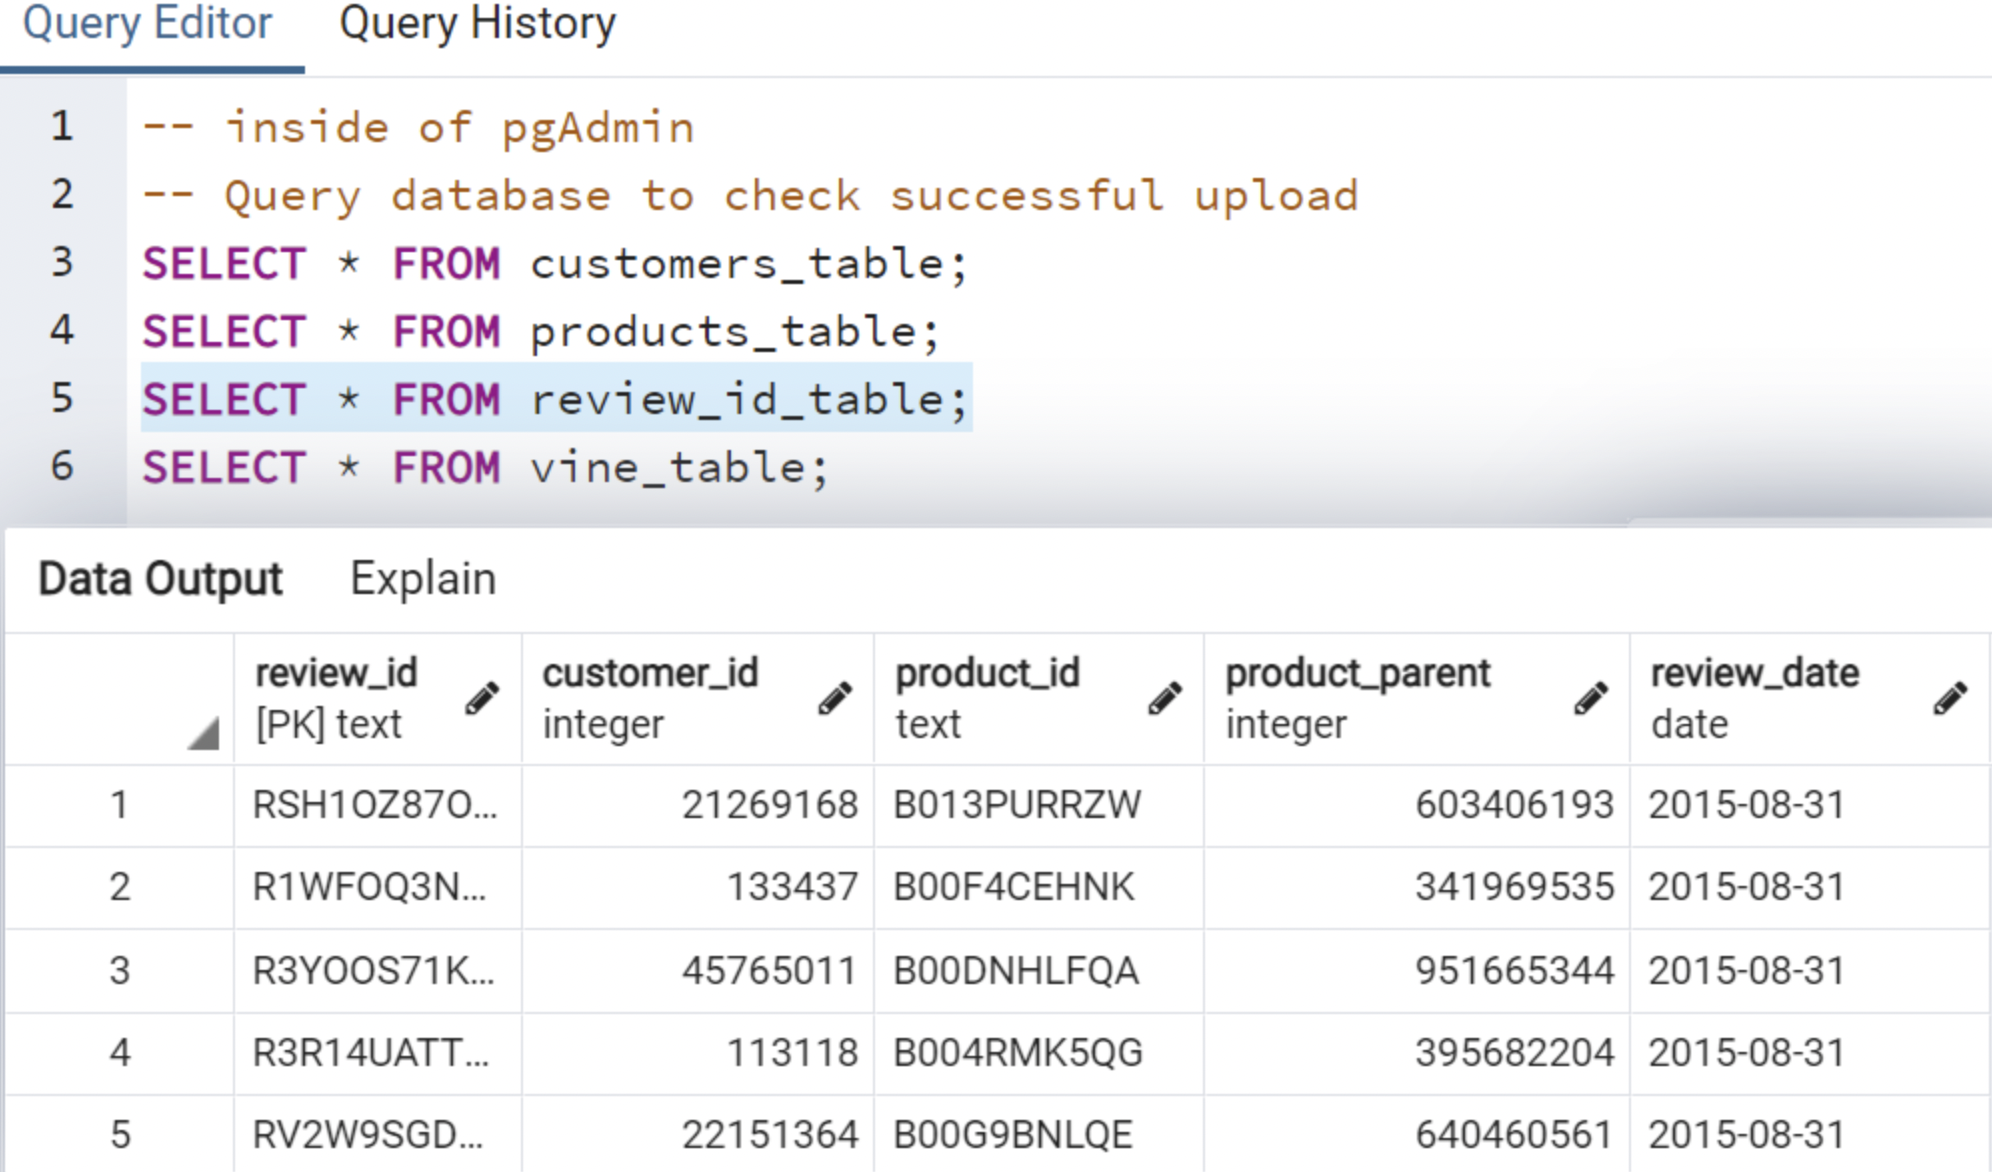 Query Editor Query History
1 -- inside of pgAdmin
2 -- Query database to check successful upload
3 SELECT * FROM customers_table;
4 SELECT * FROM products_table;
5 SELECT * FROM review_id_table;
6 SELECT * FROM vine_table;
Data Output Explain
review_id customer_id product_id product_parent review_date
[PK] text integer text integer date
1 RSH1OZ87O... 21269168 B013PURRZW 603406193 2015-08-31
2 R1WFOQ3N... 133437 B00F4CEHNK 341969535 2015-08-31
3 R3YOOS71K... 45765011 B00DNHLFQA 951665344 2015-08-31
4 R3R14UATT... 113118 B004RMK5QG 395682204 2015-08-31
5 RV2W9SGD... 22151364 B00G9BNLQE 640460561 2015-08-31